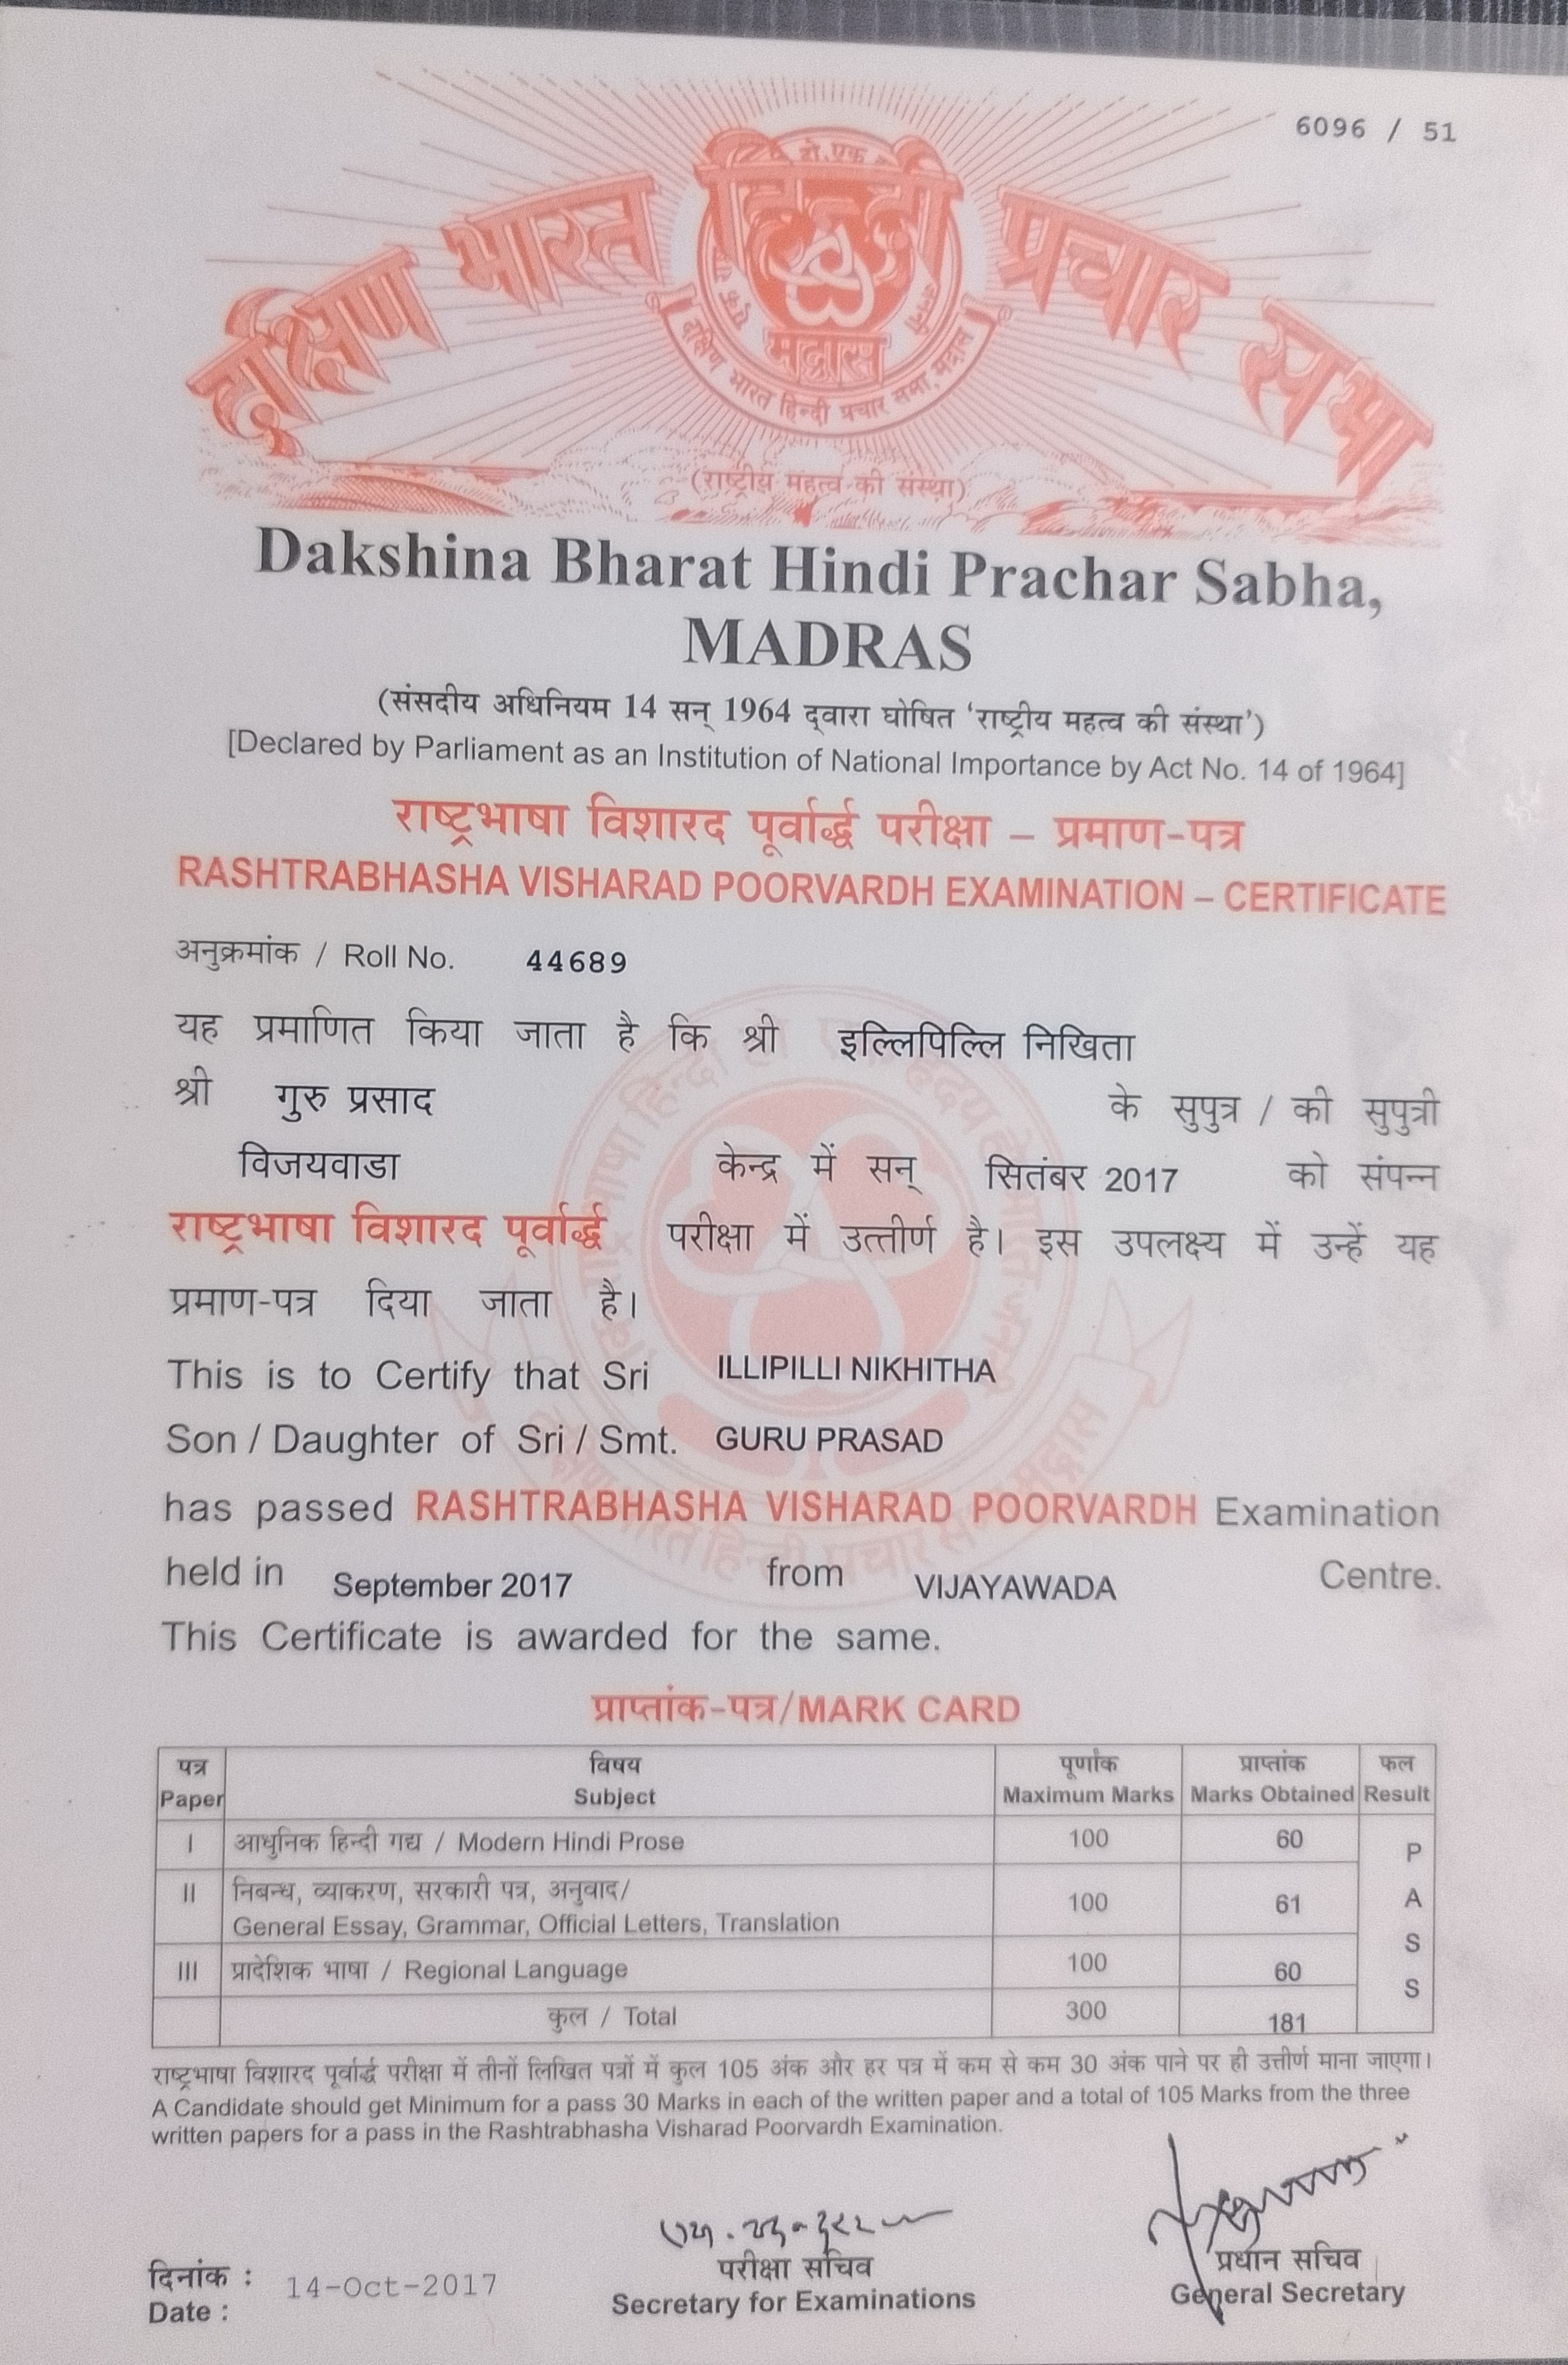 6096 / 51
दक्षिण भारत हिन्दी प्रचार सभा
मद्रास
दक्षिण भारत हिन्दी प्रचार सभा, मद्रास
(राष्ट्रीय महत्व की संस्था)
Dakshina Bharat Hindi Prachar Sabha,
MADRAS
(संसदीय अधिनियम 14 सन् 1964 द्वारा घोषित ‘राष्ट्रीय महत्व की संस्था’)
[Declared by Parliament as an Institution of National Importance by Act No. 14 of 1964]
राष्ट्रभाषा विशारद पूर्वार्द्ध परीक्षा – प्रमाण-पत्र
RASHTRABHASHA VISHARAD POORVARDH EXAMINATION – CERTIFICATE
अनुक्रमांक / Roll No. 44689
यह प्रमाणित किया जाता है कि श्री इल्लिपिल्लि निखिता
श्री गुरु प्रसाद के सुपुत्र / की सुपुत्री
विजयवाडा केन्द्र में सन् सितंबर 2017 को संपन्न
राष्ट्रभाषा विशारद पूर्वार्द्ध परीक्षा में उत्तीर्ण है। इस उपलक्ष्य में उन्हें यह
प्रमाण-पत्र दिया जाता है।
This is to Certify that Sri ILLIPILLI NIKHITHA
Son / Daughter of Sri / Smt. GURU PRASAD
has passed RASHTRABHASHA VISHARAD POORVARDH Examination
held in September 2017 from VIJAYAWADA Centre.
This Certificate is awarded for the same.
प्राप्तांक-पत्र/MARK CARD
पत्र विषय पूर्णांक प्राप्तांक फल
Paper Subject Maximum Marks Marks Obtained Result
I आधुनिक हिन्दी गद्य / Modern Hindi Prose 100 60 PASS
II निबन्ध, व्याकरण, सरकारी पत्र, अनुवाद/
General Essay, Grammar, Official Letters, Translation 100 61
III प्रादेशिक भाषा / Regional Language 100 60
कुल / Total 300 181
राष्ट्रभाषा विशारद पूर्वार्द्ध परीक्षा में तीनों लिखित पत्रों में कुल 105 अंक और हर पत्र में कम से कम 30 अंक पाने पर ही उत्तीर्ण माना जाएगा।
A Candidate should get Minimum for a pass 30 Marks in each of the written paper and a total of 105 Marks from the three
written papers for a pass in the Rashtrabhasha Visharad Poorvardh Examination.
दिनांक : 14-Oct-2017
Date :
परीक्षा सचिव
Secretary for Examinations
प्रधान सचिव
General Secretary